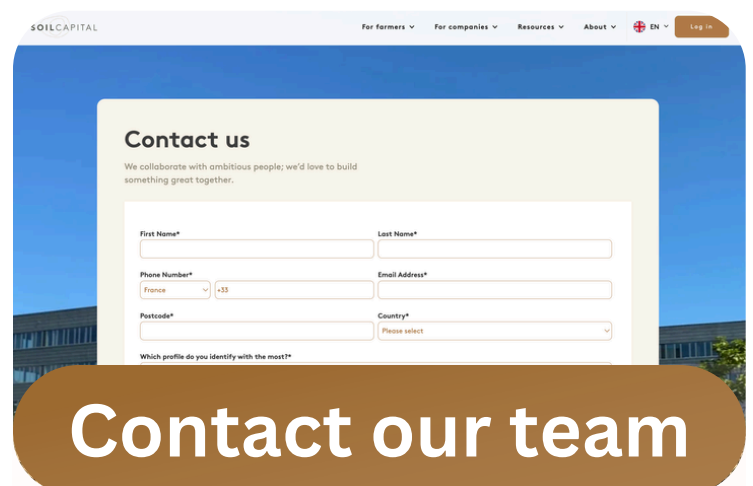 SOILCAPITAL
For farmers
For companies
Resources
About
EN
Log in
Contact us
We collaborate with ambitious people; we'd love to build
something great together.
First Name*
Last Name*
Phone Number*
Email Address*
France
+33
Postcode*
Country*
Please select
Which profile do you identify with the most?*
Contact our team